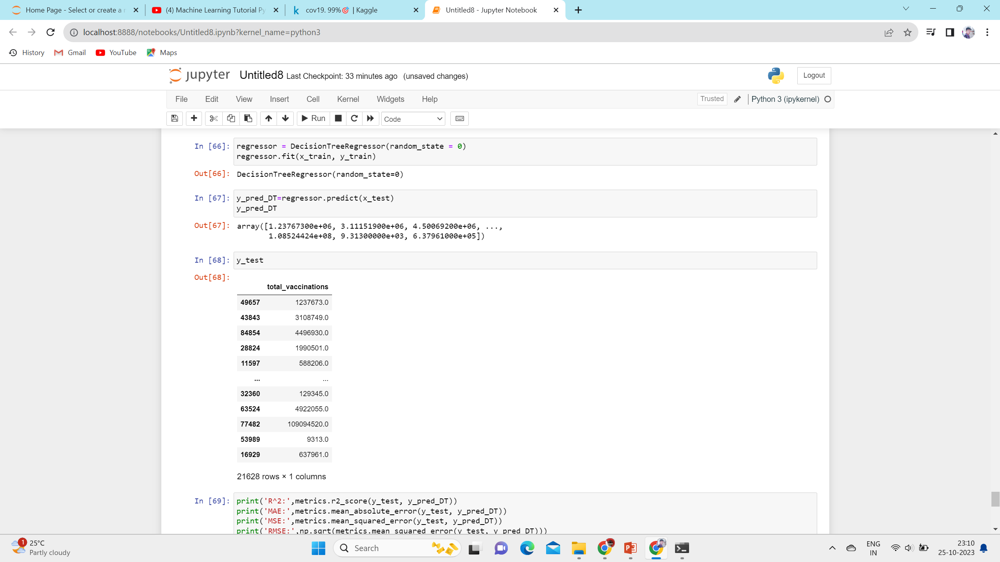 Home Page - Select or create a n
(4) Machine Learning Tutorial Py
cov19. 99%🎯 | Kaggle
Untitled8 - Jupyter Notebook
localhost:8888/notebooks/Untitled8.ipynb?kernel_name=python3
History
Gmail
YouTube
Maps
jupyter Untitled8 Last Checkpoint: 33 minutes ago (unsaved changes)
Logout
File Edit View Insert Cell Kernel Widgets Help
Trusted
Python 3 (ipykernel)
Run
Code
In [66]: regressor = DecisionTreeRegressor(random_state = 0)
regressor.fit(x_train, y_train)
Out[66]: DecisionTreeRegressor(random_state=0)
In [67]: y_pred_DT=regressor.predict(x_test)
y_pred_DT
Out[67]: array([1.23767300e+06, 3.11151900e+06, 4.50069200e+06, ...,
1.08524424e+08, 9.31300000e+03, 6.37961000e+05])
In [68]: y_test
Out[68]:
total_vaccinations
49657 1237673.0
43843 3108749.0
84854 4496930.0
28824 1990501.0
11597 588206.0
... ...
32360 129345.0
63524 4922055.0
77482 109094520.0
53989 9313.0
16929 637961.0
21628 rows × 1 columns
In [69]: print('R^2:',metrics.r2_score(y_test, y_pred_DT))
print('MAE:',metrics.mean_absolute_error(y_test, y_pred_DT))
print('MSE:',metrics.mean_squared_error(y_test, y_pred_DT))
print('RMSE:',np.sqrt(metrics.mean_squared_error(y_test, y_pred_DT)))
1
25°C
Partly cloudy
Search
ENG
IN
23:10
25-10-2023